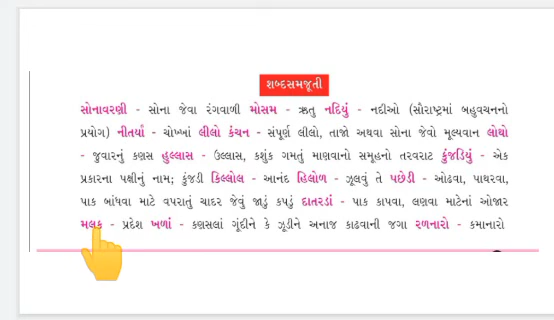 શબ્દસમજૂતી
સોનાવરણી - સોના જેવા રંગવાળી મોસમ - ઋતુ નદિયું - નદીઓ (સૌરાષ્ટ્રમાં બહુવચનનો
પ્રયોગ) નીતર્યાં - ચોખ્ખાં લીલો કંચન - સંપૂર્ણ લીલો, તાજો અથવા સોના જેવો મૂલ્યવાન લોથો
- જુવારનું કણસ હુલ્લાસ - ઉલ્લાસ, કશુંક ગમતું માણવાનો સમૂહનો તરવરાટ કુંજડિયું - એક
પ્રકારના પક્ષીનું નામ; કુંજડી કિલ્લોલ - આનંદ હિલોળ - ઝૂલવું તે પછેડી - ઓઢવા, પાથરવા,
પાક બાંધવા માટે વપરાતું ચાદર જેવું જાડું કપડું દાતરડાં - પાક કાપવા, લણવા માટેનાં ઓજાર
મલક - પ્રદેશ ખળાં - કણસલાં ગૂંદીને કે ઝૂડીને અનાજ કાઢવાની જગા રળનારો - કમાનારો